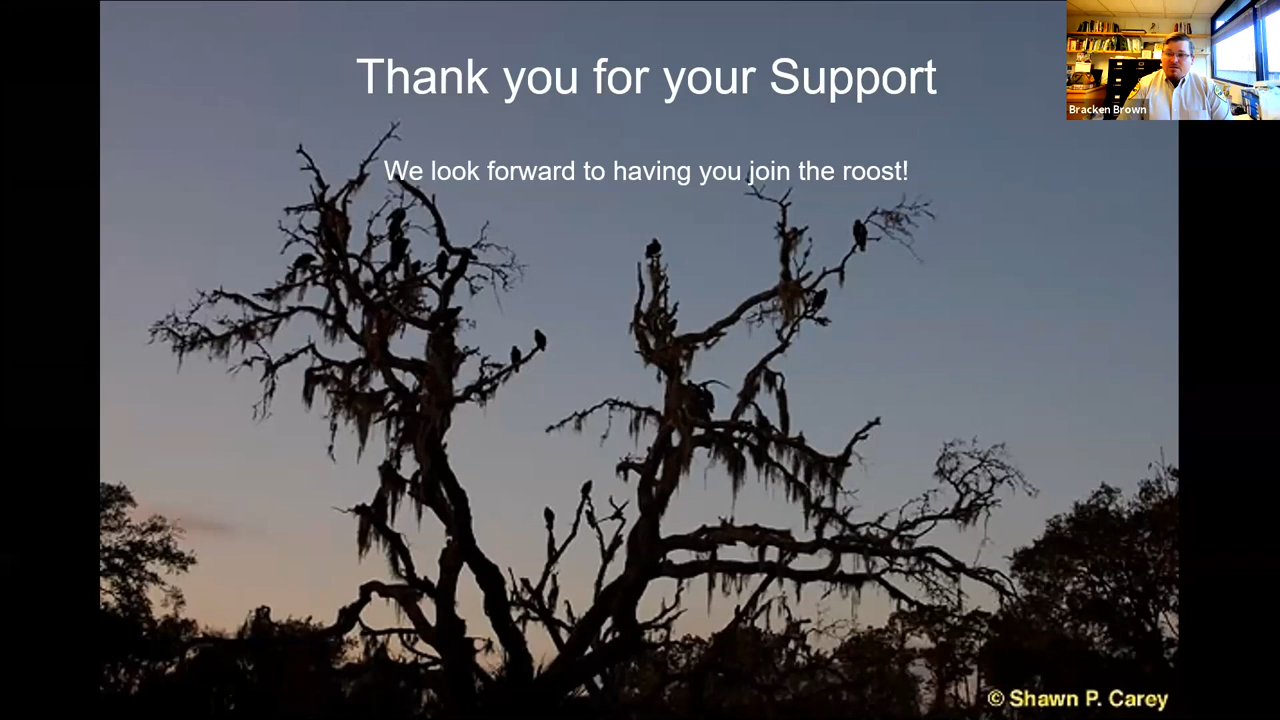 Thank you for your Support
Bracken Brown
We look forward to having you join the roost!
© Shawn P. Carey